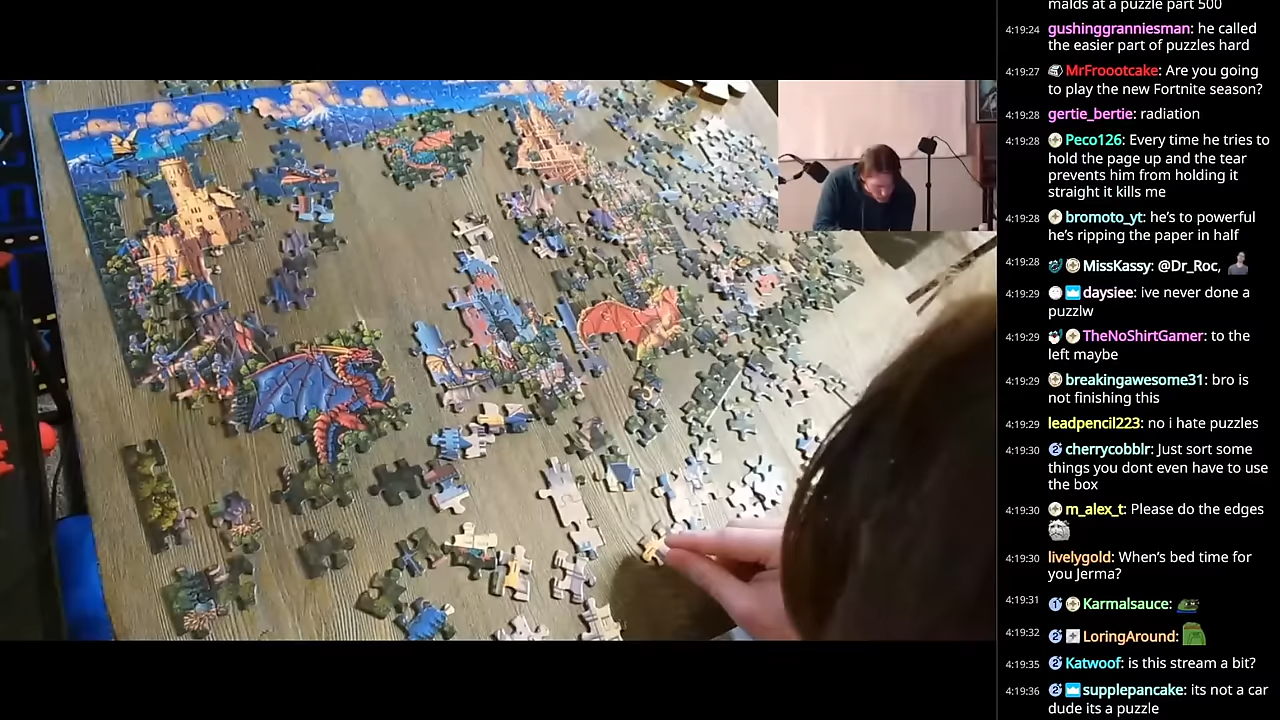 malds at a puzzle part 500
4:19:24 gushinggranniesman: he called
the easier part of puzzles hard
4:19:27 MrFroootcake: Are you going
to play the new Fortnite season?
4:19:28 gertie_bertie: radiation
4:19:28 Peco126: Every time he tries to
hold the page up and the tear
prevents him from holding it
straight it kills me
4:19:28 bromoto_yt: he's to powerful
he's ripping the paper in half
4:19:28 MissKassy: @Dr_Roc,
4:19:29 daysiee: ive never done a
puzzlw
4:19:29 TheNoShirtGamer: to the
left maybe
4:19:29 breakingawesome31: bro is
not finishing this
4:19:29 leadpencil223: no i hate puzzles
4:19:30 cherrycobblr: Just sort some
things you dont even have to use
the box
4:19:30 m_alex_t: Please do the edges
4:19:30 livelygold: When's bed time for
you Jerma?
4:19:31 Karmalsauce:
4:19:32 LoringAround:
4:19:35 Katwoof: is this stream a bit?
4:19:36 supplepancake: its not a car
dude its a puzzle